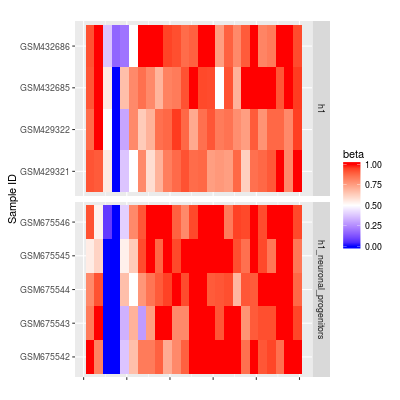 GSM432686
GSM432685
GSM429322
GSM429321
h1
GSM675546
GSM675545
GSM675544
GSM675543
GSM675542
h1_neuronal_progenitors
Sample ID
beta
1.00
0.75
0.50
0.25
0.00